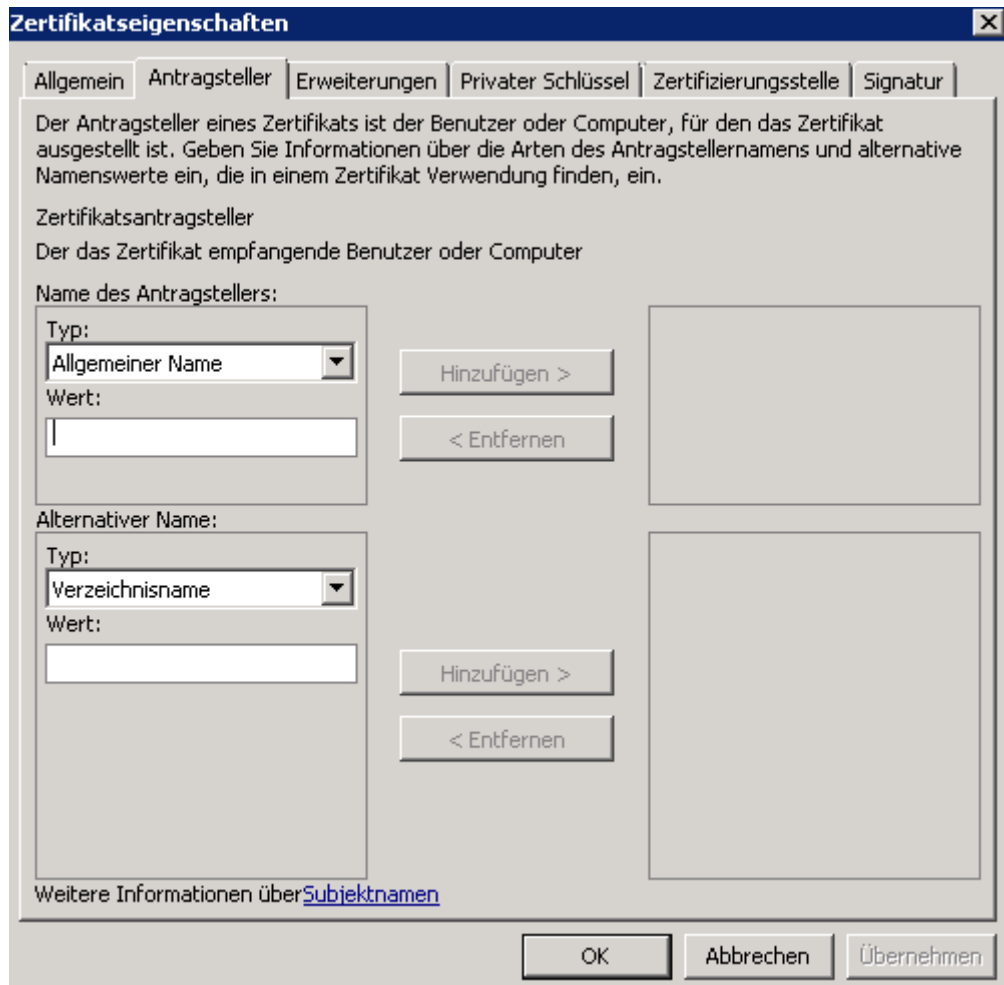 Zertifikatseigenschaften
Allgemein Antragsteller Erweiterungen Privater Schlüssel Zertifizierungsstelle Signatur
Der Antragsteller eines Zertifikats ist der Benutzer oder Computer, für den das Zertifikat
ausgestellt ist. Geben Sie Informationen über die Arten des Antragstellernamens und alternative
Namenswerte ein, die in einem Zertifikat Verwendung finden, ein.
Zertifikatsantragsteller
Der das Zertifikat empfangende Benutzer oder Computer
Name des Antragstellers:
Typ:
Allgemeiner Name
Wert:
Hinzufügen >
< Entfernen
Alternativer Name:
Typ:
Verzeichnisname
Wert:
Hinzufügen >
< Entfernen
Weitere Informationen überSubjektnamen
OK Abbrechen Übernehmen